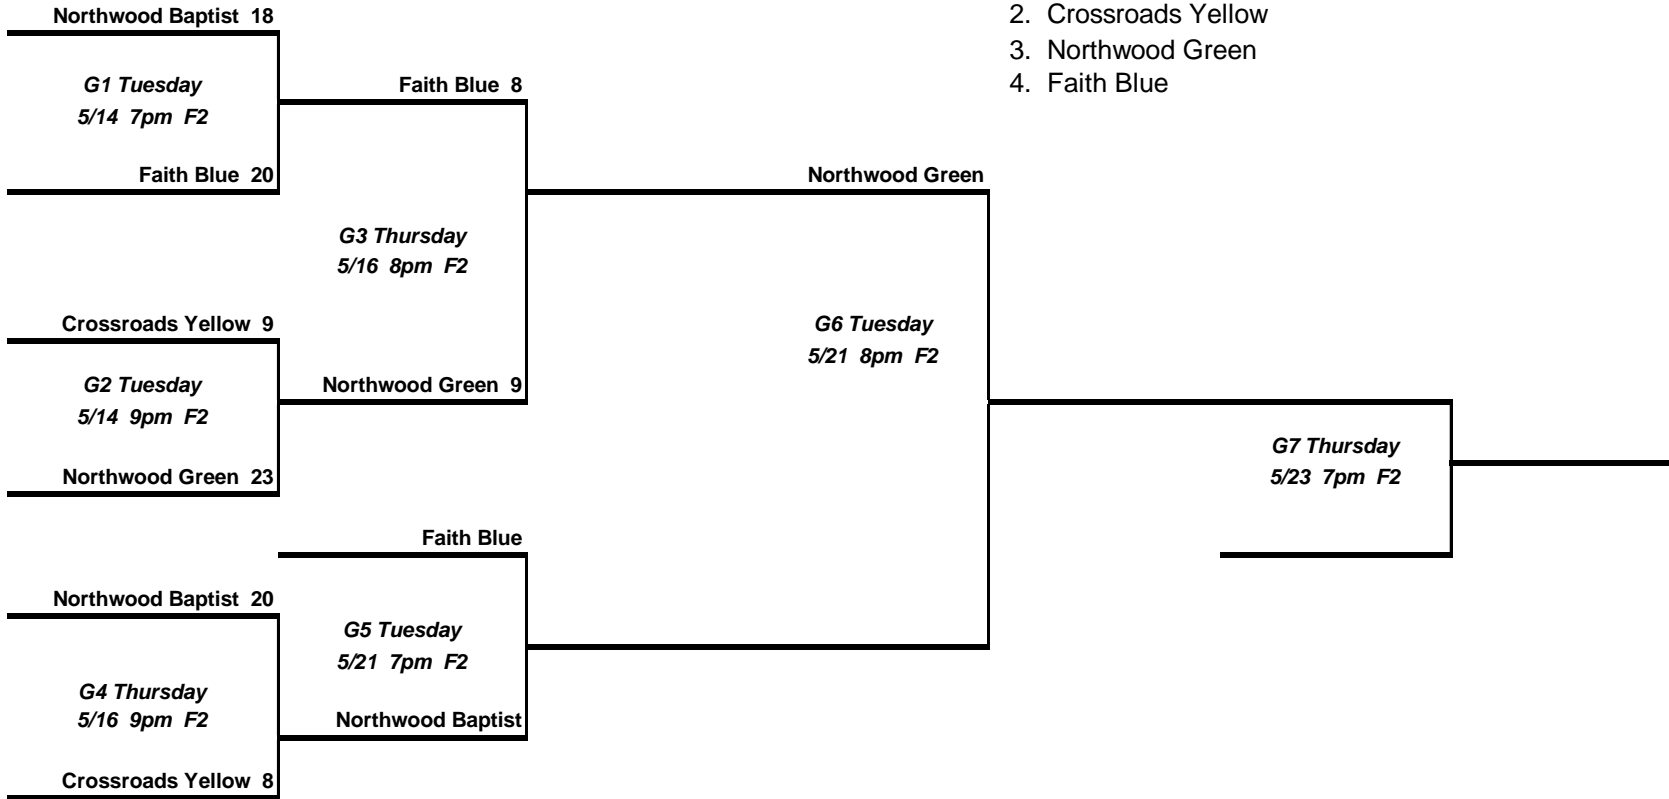 Northwood Baptist 18
2. Crossroads Yellow
3. Northwood Green
4. Faith Blue
G1 Tuesday
5/14 7pm F2
Faith Blue 8
Faith Blue 20
Northwood Green
G3 Thursday
5/16 8pm F2
Crossroads Yellow 9
G6 Tuesday
5/21 8pm F2
G2 Tuesday
5/14 9pm F2
Northwood Green 9
G7 Thursday
5/23 7pm F2
Northwood Green 23
Faith Blue
Northwood Baptist 20
G5 Tuesday
5/21 7pm F2
G4 Thursday
5/16 9pm F2
Northwood Baptist
Crossroads Yellow 8